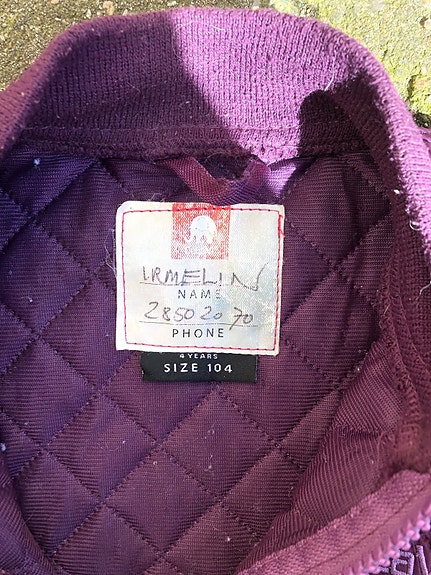 IRMELIN
NAME
28502070
PHONE
4 YEARS
SIZE 104